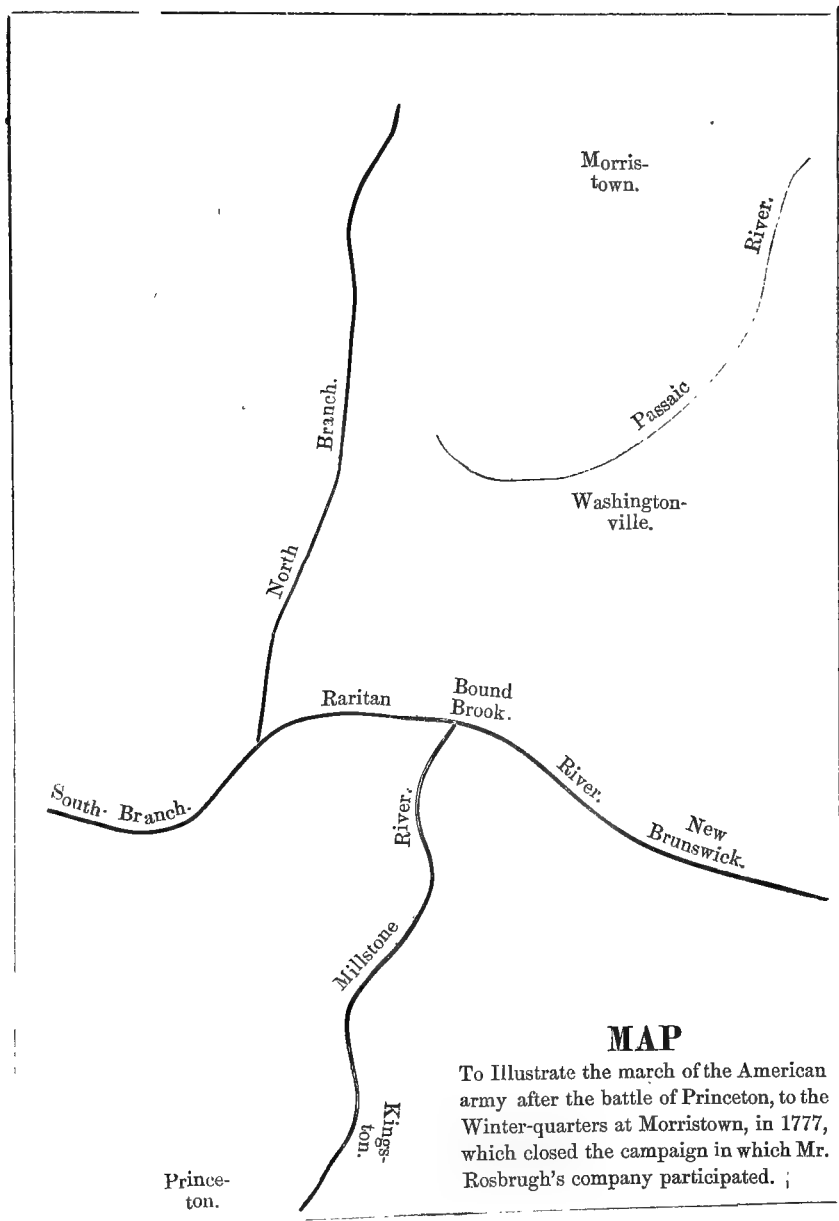 Morris-
town.
River.
Passaic
Branch.
Washington-
ville.
North
Raritan
Bound
Brook.
South- Branch.
River.
River.
New
Brunswick.
Millstone
MAP
To Illustrate the march of the American
army after the battle of Princeton, to the
Winter-quarters at Morristown, in 1777,
which closed the campaign in which Mr.
Rosbrugh's company participated.
Kings-
ton.
Prince-
ton.